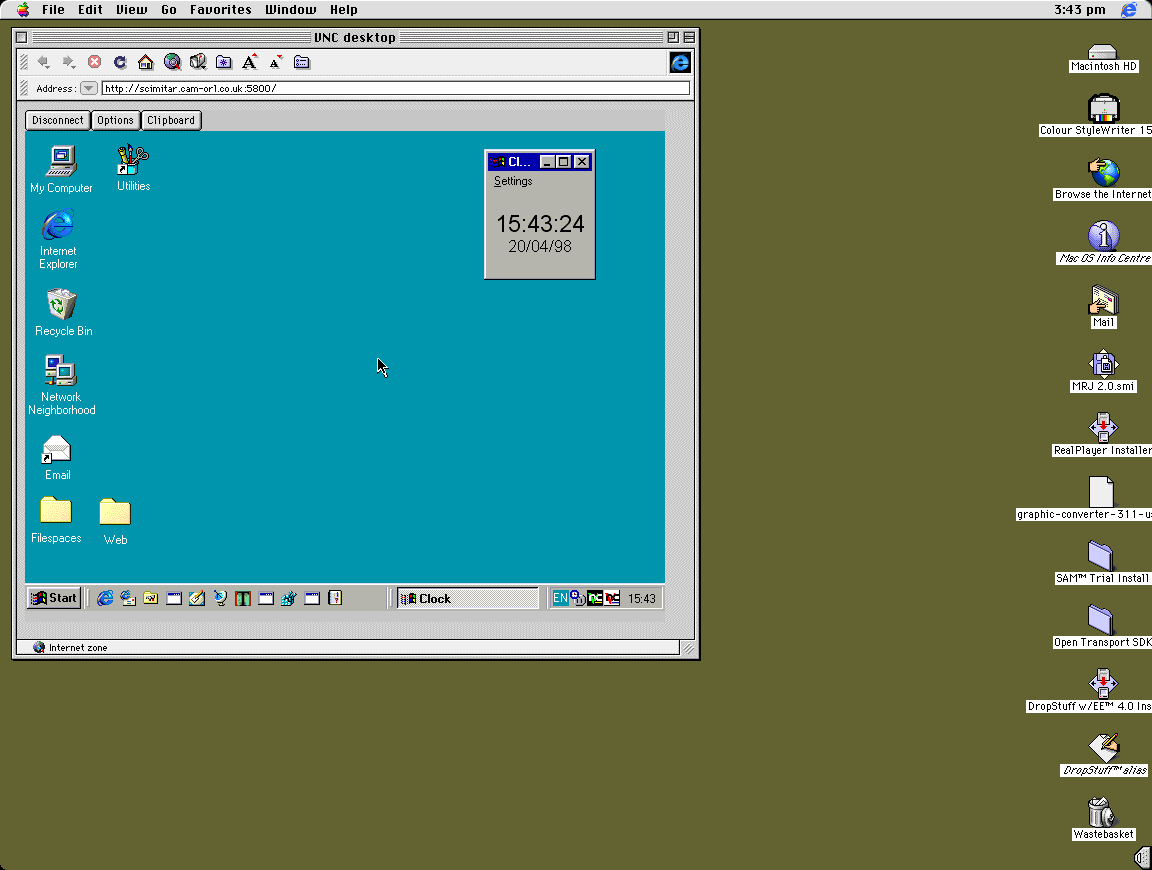 File Edit View Go Favorites Window Help
3:43 pm
VNC desktop
Address: http://scimitar.cam-orl.co.uk:5800/
Disconnect Options Clipboard
My Computer
Utilities
Internet
Explorer
Recycle Bin
Network
Neighborhood
Email
Filespaces
Web
Cl...
Settings
15:43:24
20/04/98
Start
Clock
EN
15:43
Internet zone
Macintosh HD
Colour StyleWriter 15
Browse the Internet
Mac OS Info Centre
Mail
MRJ 2.0.smi
RealPlayer Installer
graphic-converter-311-us
SAM™ Trial Install
Open Transport SDK
DropStuff w/EE™ 4.0 Ins
DropStuff™ alias
Wastebasket